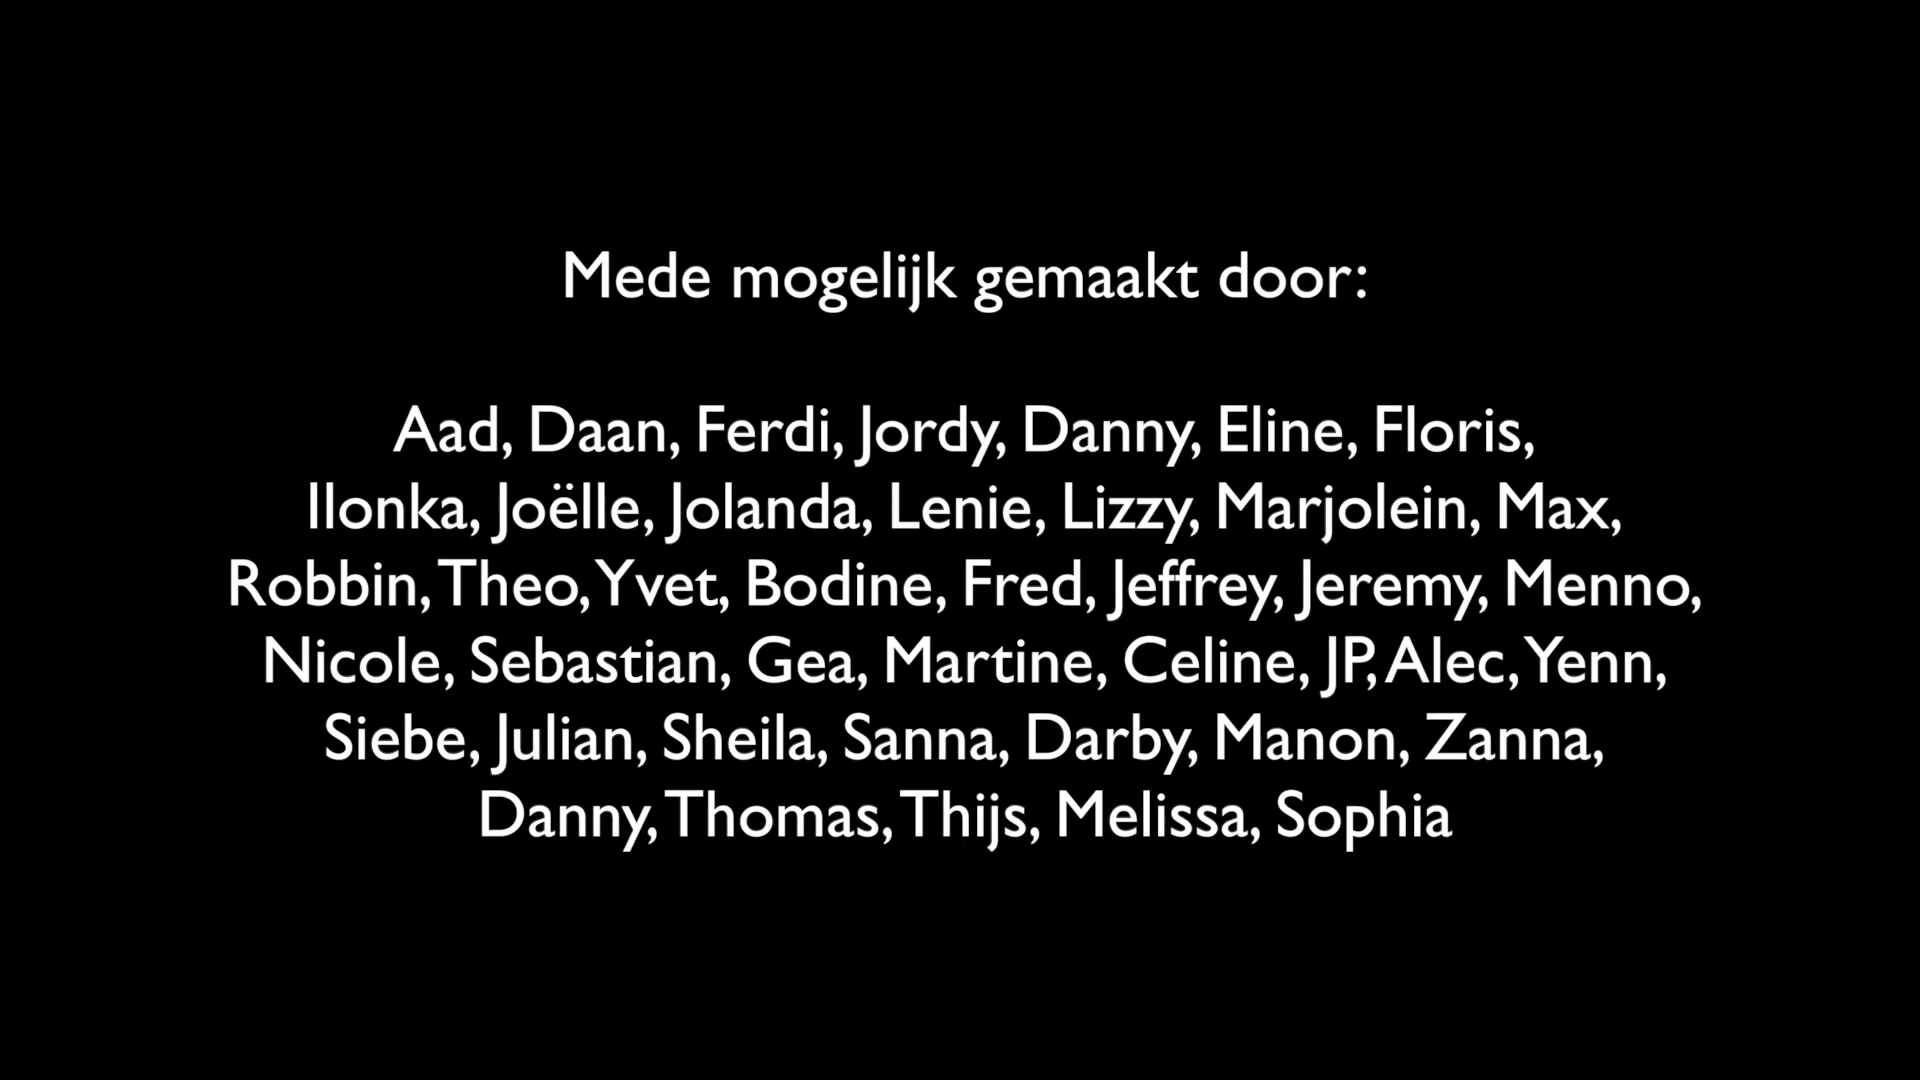 Mede mogelijk gemaakt door:
Aad, Daan, Ferdi, Jordy, Danny, Eline, Floris,
Ilonka, Joëlle, Jolanda, Lenie, Lizzy, Marjolein, Max,
Robbin, Theo, Yvet, Bodine, Fred, Jeffrey, Jeremy, Menno,
Nicole, Sebastian, Gea, Martine, Celine, JP, Alec, Yenn,
Siebe, Julian, Sheila, Sanna, Darby, Manon, Zanna,
Danny, Thomas, Thijs, Melissa, Sophia